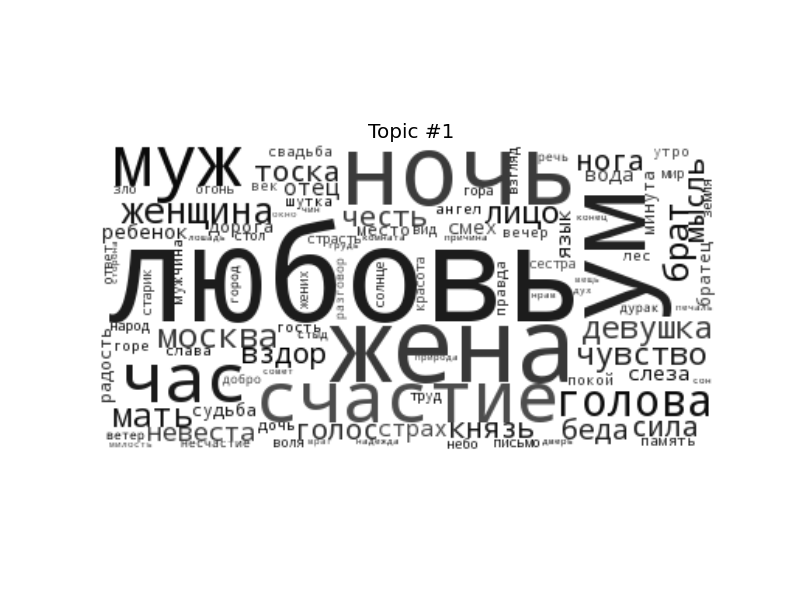 Topic #1
муж
свадьба
тоска
ночь
взгляд
речь
нога
утро
вода
мир
зло
огонь
век
отец
гора
шутка
женщина
окно
чин
честь
ангел
лицо
язык
конец
ум
минута
брат
мысль
земля
ребенок
дорога
лошадь
стол
страсть
место
комната
вид
смех
вечер
грудь
причина
ответ
сторона
старик
мужчина
город
любовь
жених
разговор
солнце
красота
правда
сестра
вещь
дух
нрав
лес
братец
дурак
печаль
народ
москва
гость
стыд
жена
девушка
горе
слава
вздор
природа
чувство
радость
час
добро
совет
счастие
труд
покой
слеза
сон
голова
мать
судьба
дочь
голос
страх
князь
беда
сила
ветер
невеста
милость
несчастие
воля
враг
надежда
небо
письмо
дверь
память